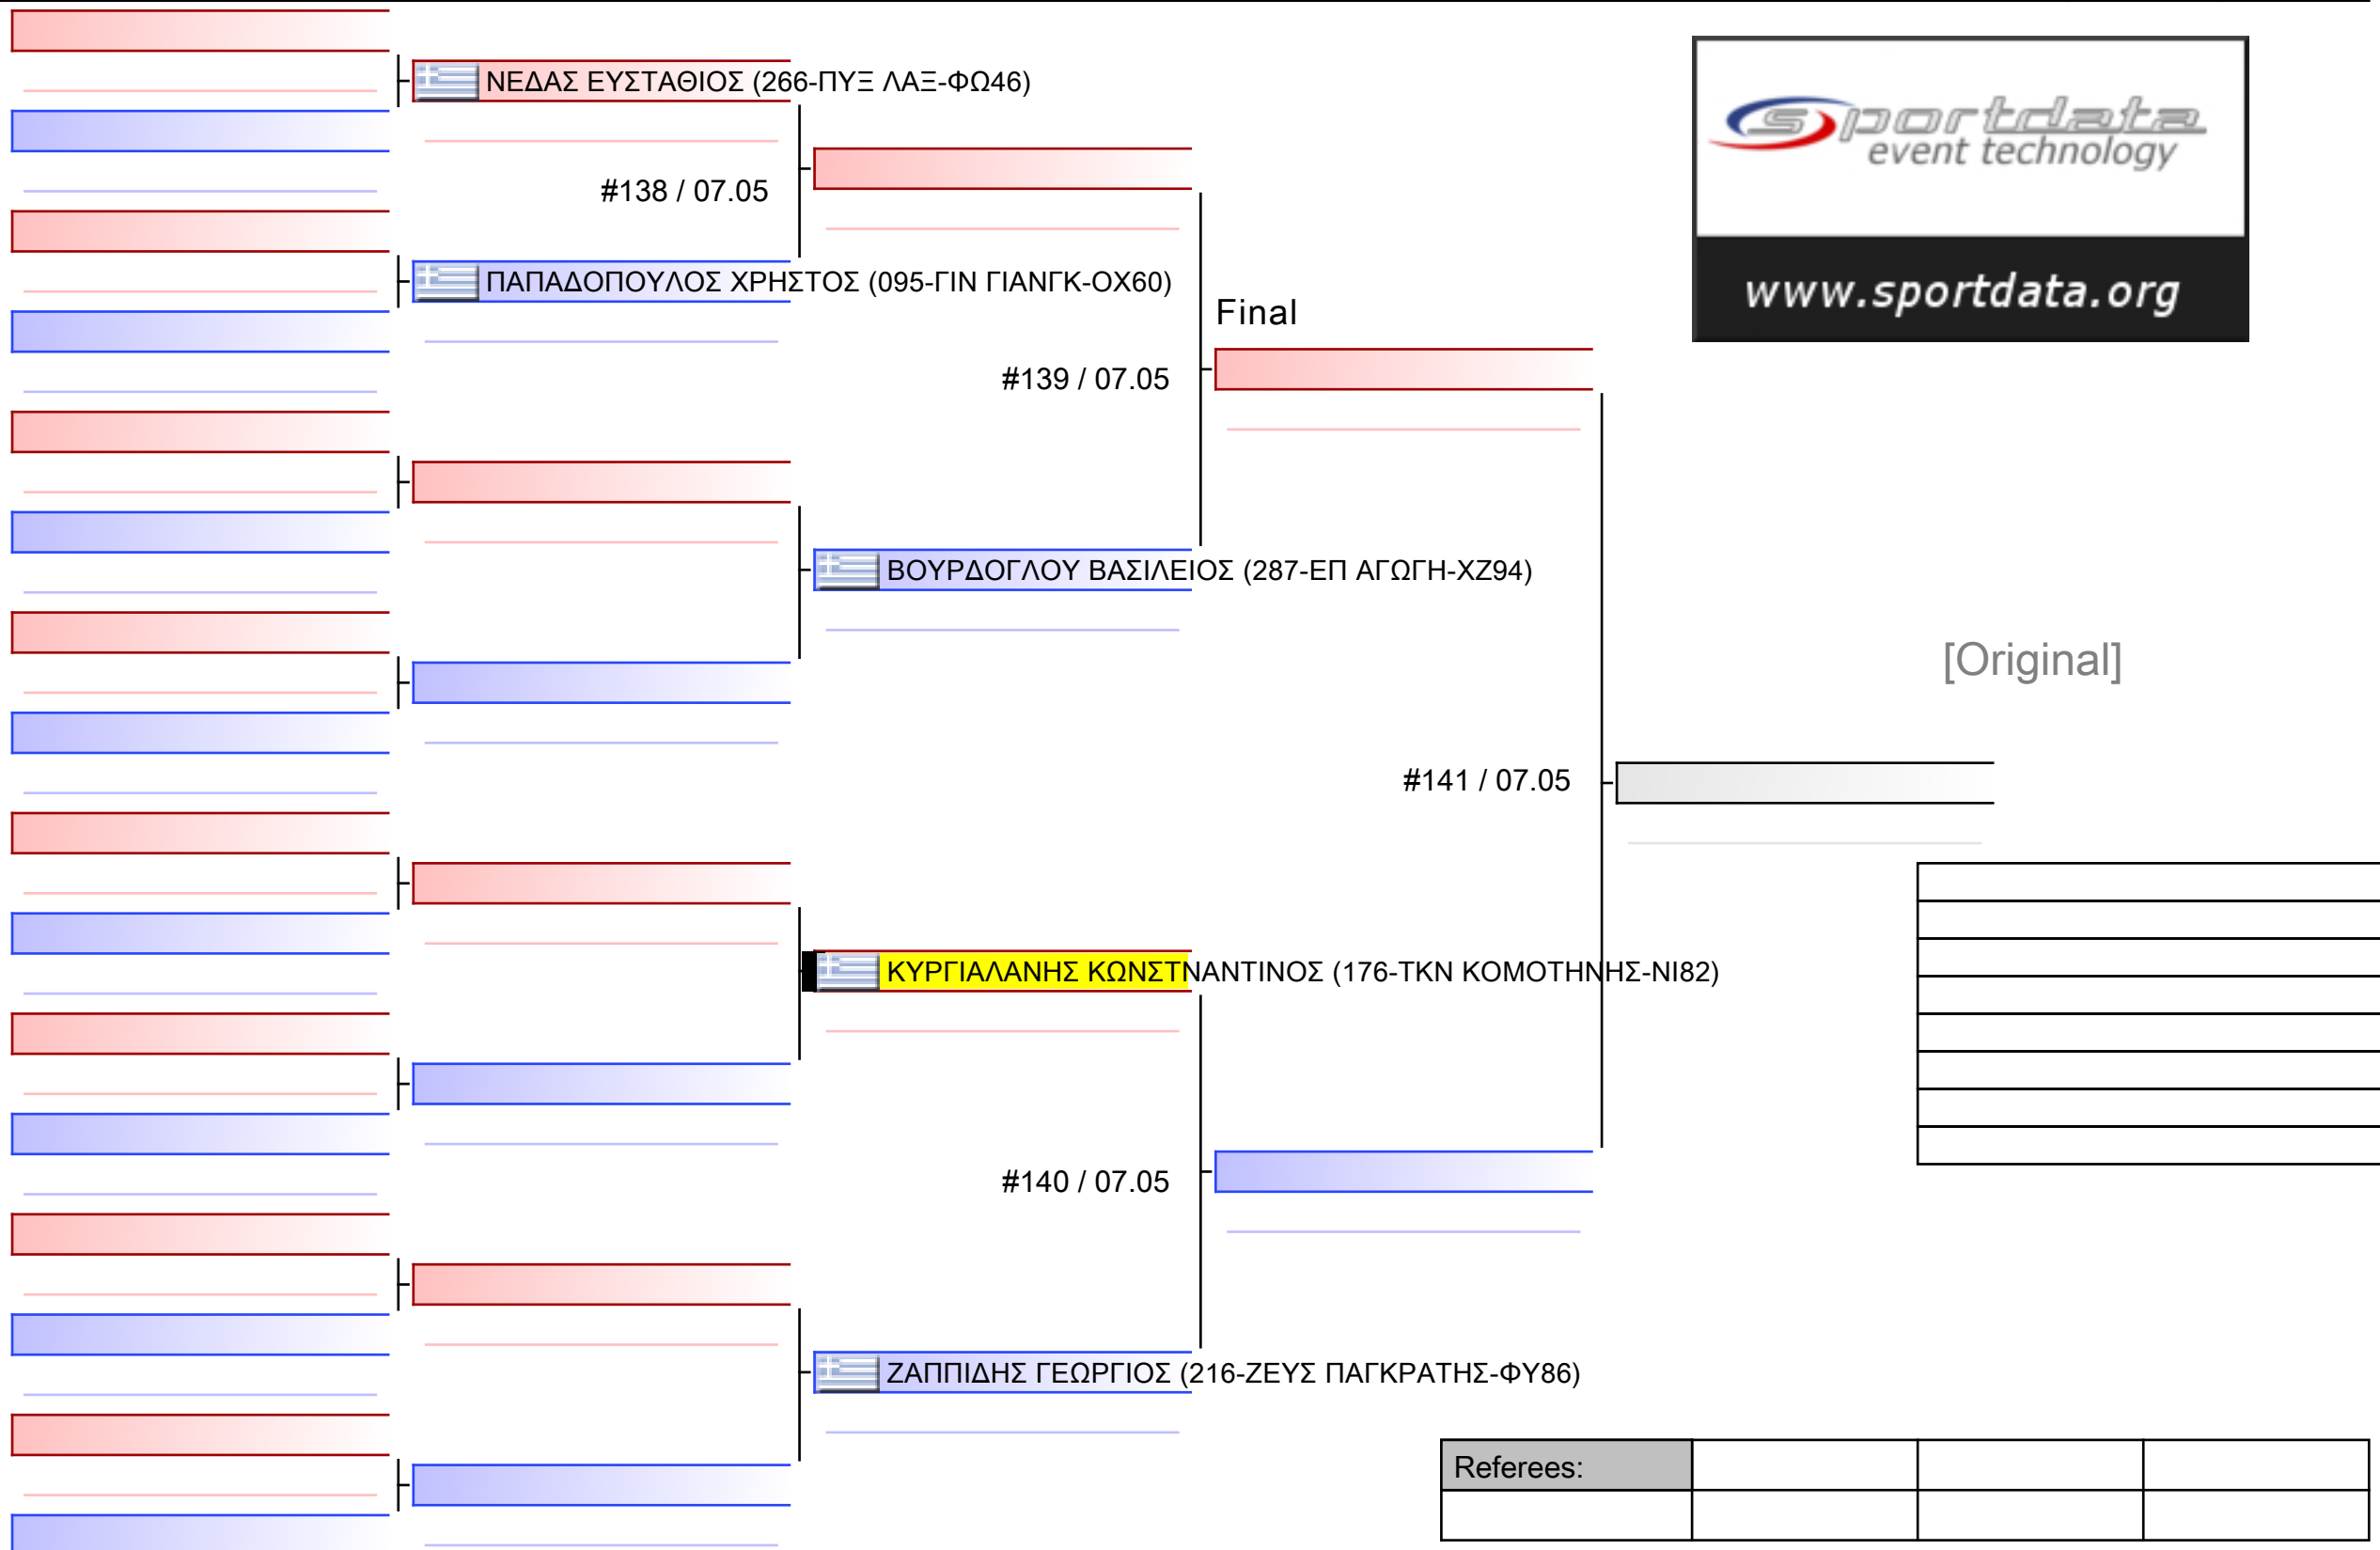 ΝΕΔΑΣ ΕΥΣΤΑΘΙΟΣ (266-ΠΥΞ ΛΑΞ-ΦΩ46)
sportdata
event technology
www.sportdata.org
#138 / 07.05
ΠΑΠΑΔΟΠΟΥΛΟΣ ΧΡΗΣΤΟΣ (095-ΓΙΝ ΓΙΑΝΓΚ-ΟΧ60)
Final
#139 / 07.05
ΒΟΥΡΔΟΓΛΟΥ ΒΑΣΙΛΕΙΟΣ (287-ΕΠ ΑΓΩΓΗ-ΧΖ94)
[Original]
#141 / 07.05
ΚΥΡΓΙΑΛΑΝΗΣ ΚΩΝΣΤΝΑΝΤΙΝΟΣ (176-ΤΚΝ ΚΟΜΟΤΗΝΗΣ-ΝΙ82)
#140 / 07.05
ΖΑΠΠΙΔΗΣ ΓΕΩΡΓΙΟΣ (216-ΖΕΥΣ ΠΑΓΚΡΑΤΗΣ-ΦΥ86)
Referees: